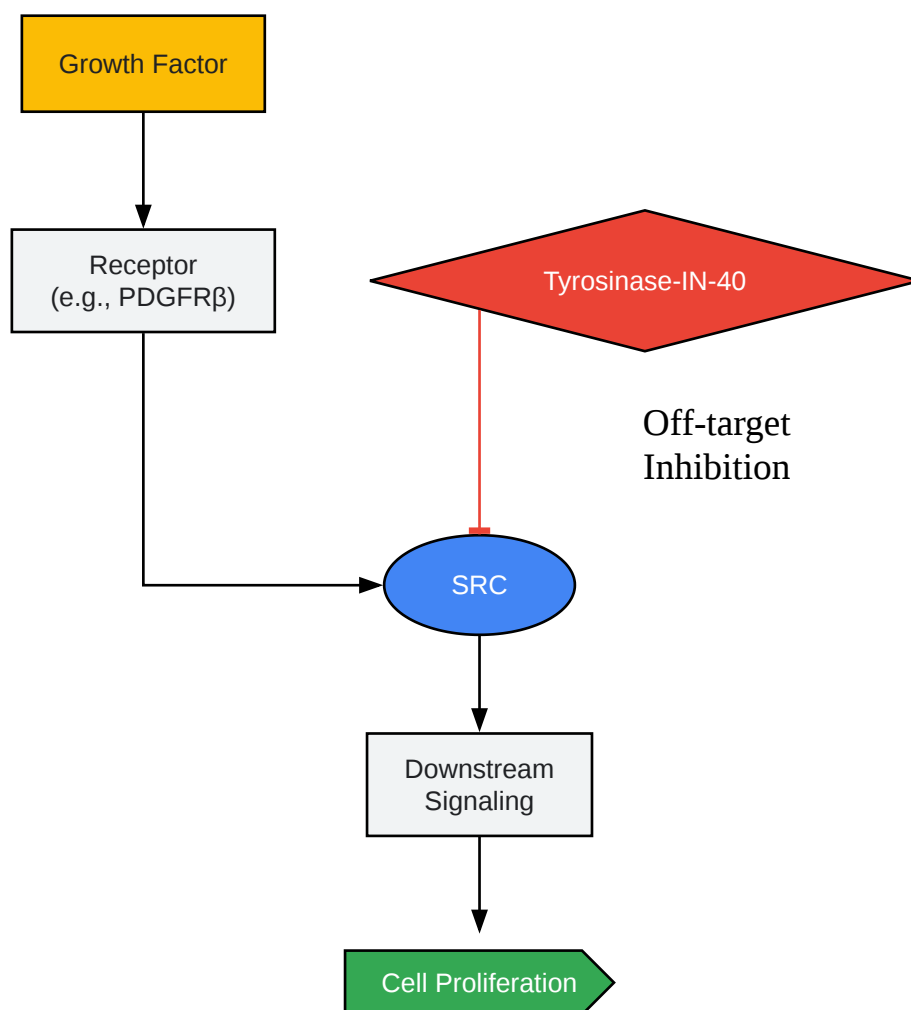 Growth Factor
Receptor
(e.g., PDGFRβ)
Tyrosinase-IN-40
Off-target
Inhibition
SRC
Downstream
Signaling
Cell Proliferation